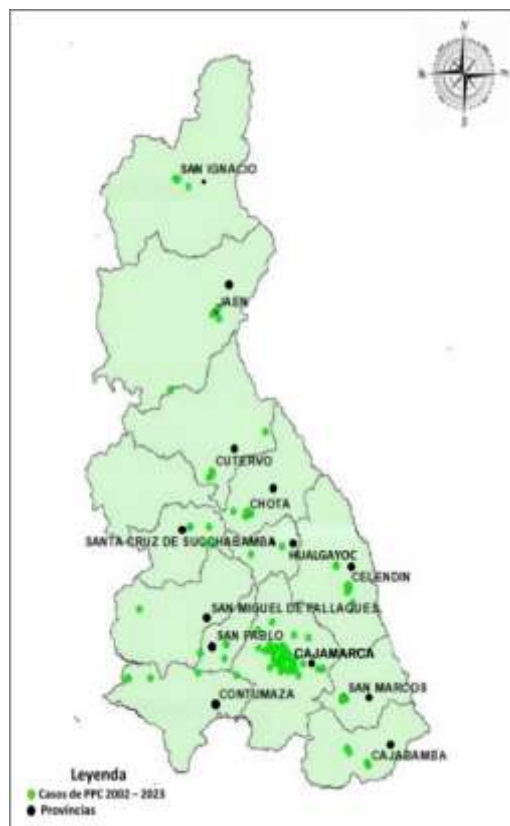 N
S
SAN IGNACIO
JAEN
CUTERVO
CHOTA
SANTA CRUZ DE SUCCHABAMBA
HUALGAYOC
CELENDIN
SAN MIGUEL DE PALLAQUES
SAN PABLO
CAJAMARCA
SAN MARCOS
CONTUMAZA
CAJABAMBA
Leyenda
Casos de PPC 2002 – 2023
Provincias